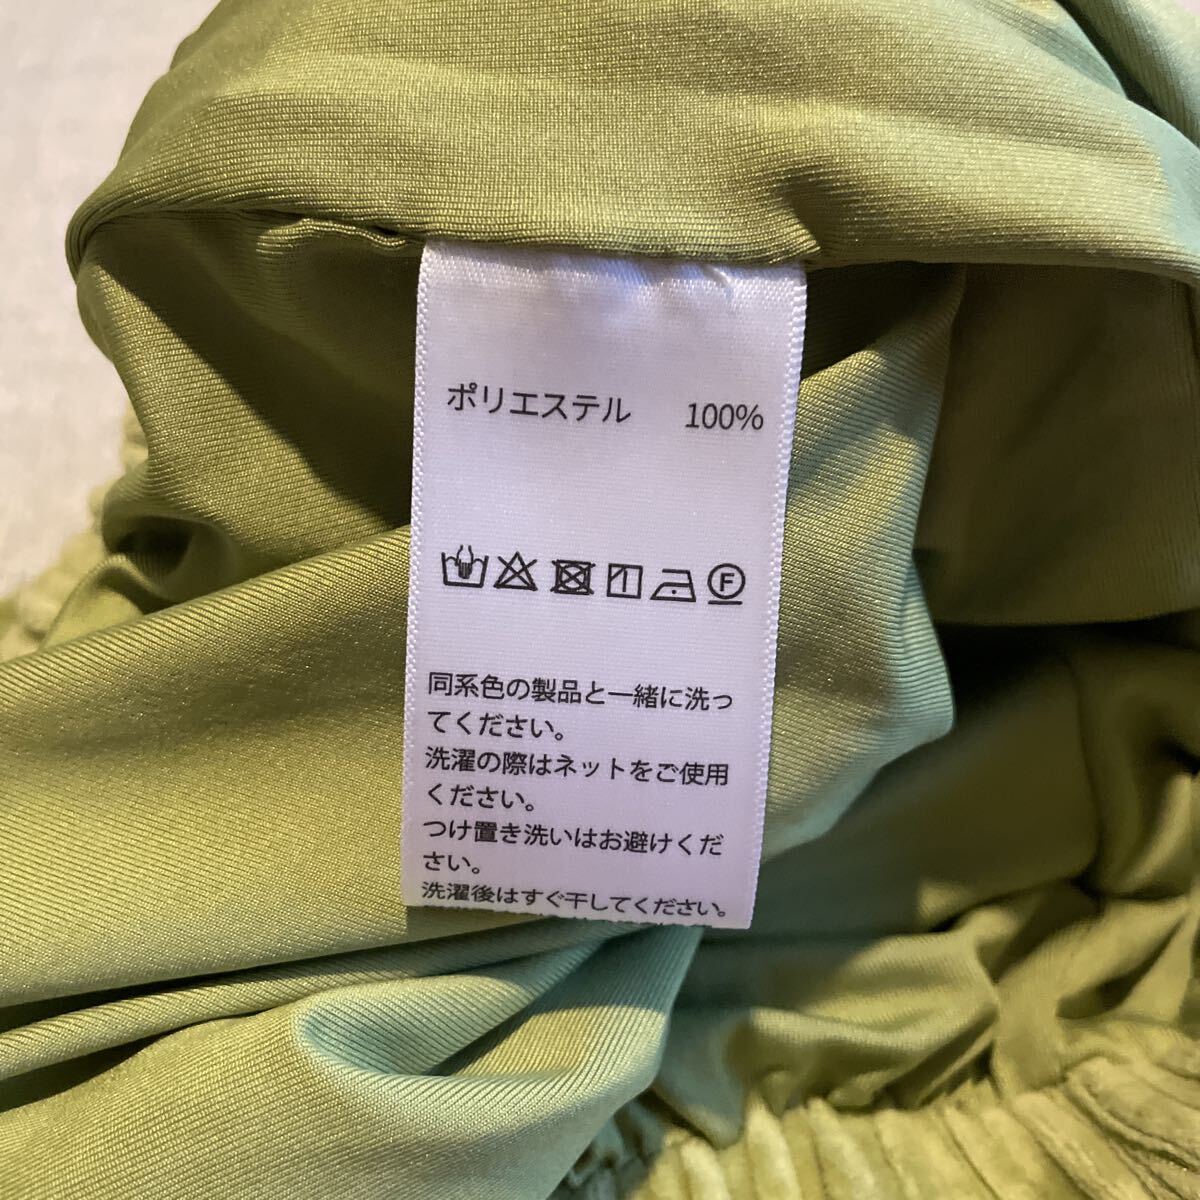 ポリエステル 100%
F
同系色の製品と一緒に洗っ
てください。
洗濯の際はネットをご使用
ください。
つけ置き洗いはお避けくだ
さい。
洗濯後はすぐ干してください。